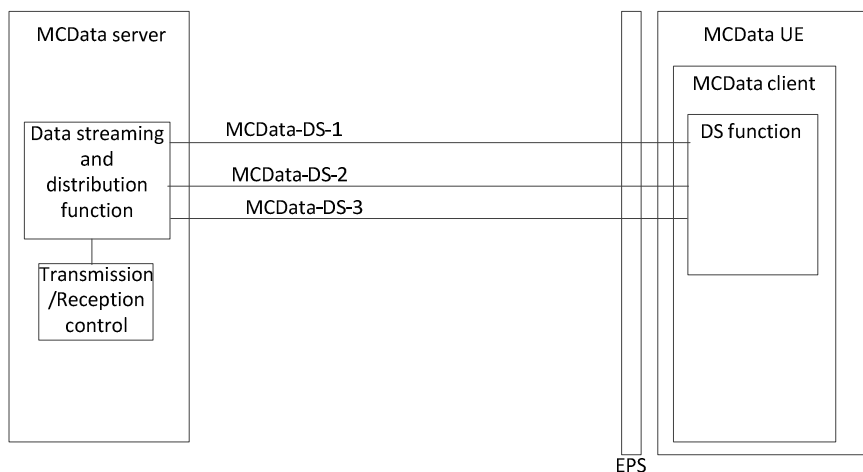 MCData server
MCData UE
MCData client
Data streaming
and
distribution
function
MCData-DS-1
DS function
MCData-DS-2
MCData-DS-3
Transmission
/Reception
control
EPS